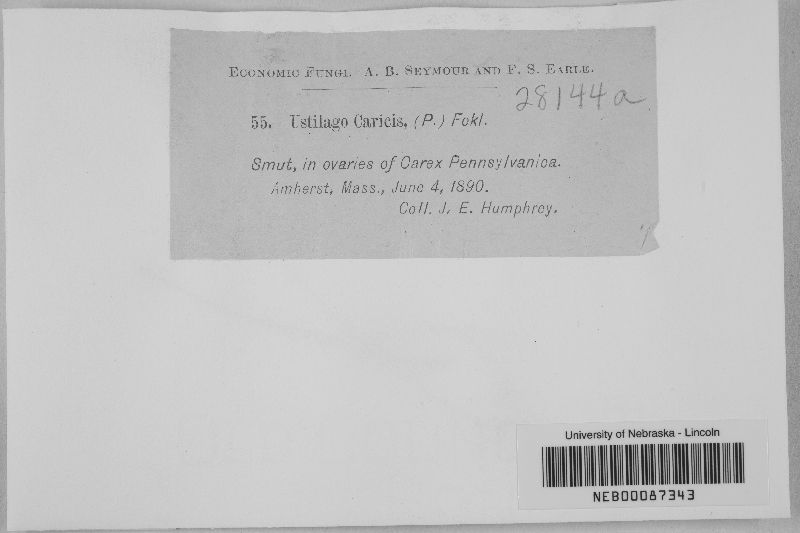 ECONOMIC FUNGI. A. B. SEYMOUR AND F. S. EARLE.
28144a
55. Ustilago Caricis, (P.) Fckl.
Smut, in ovaries of Carex Pennsylvanica.
Amherst, Mass., June 4, 1890.
Coll. J. E. Humphrey.
University of Nebraska - Lincoln
NEB00087343